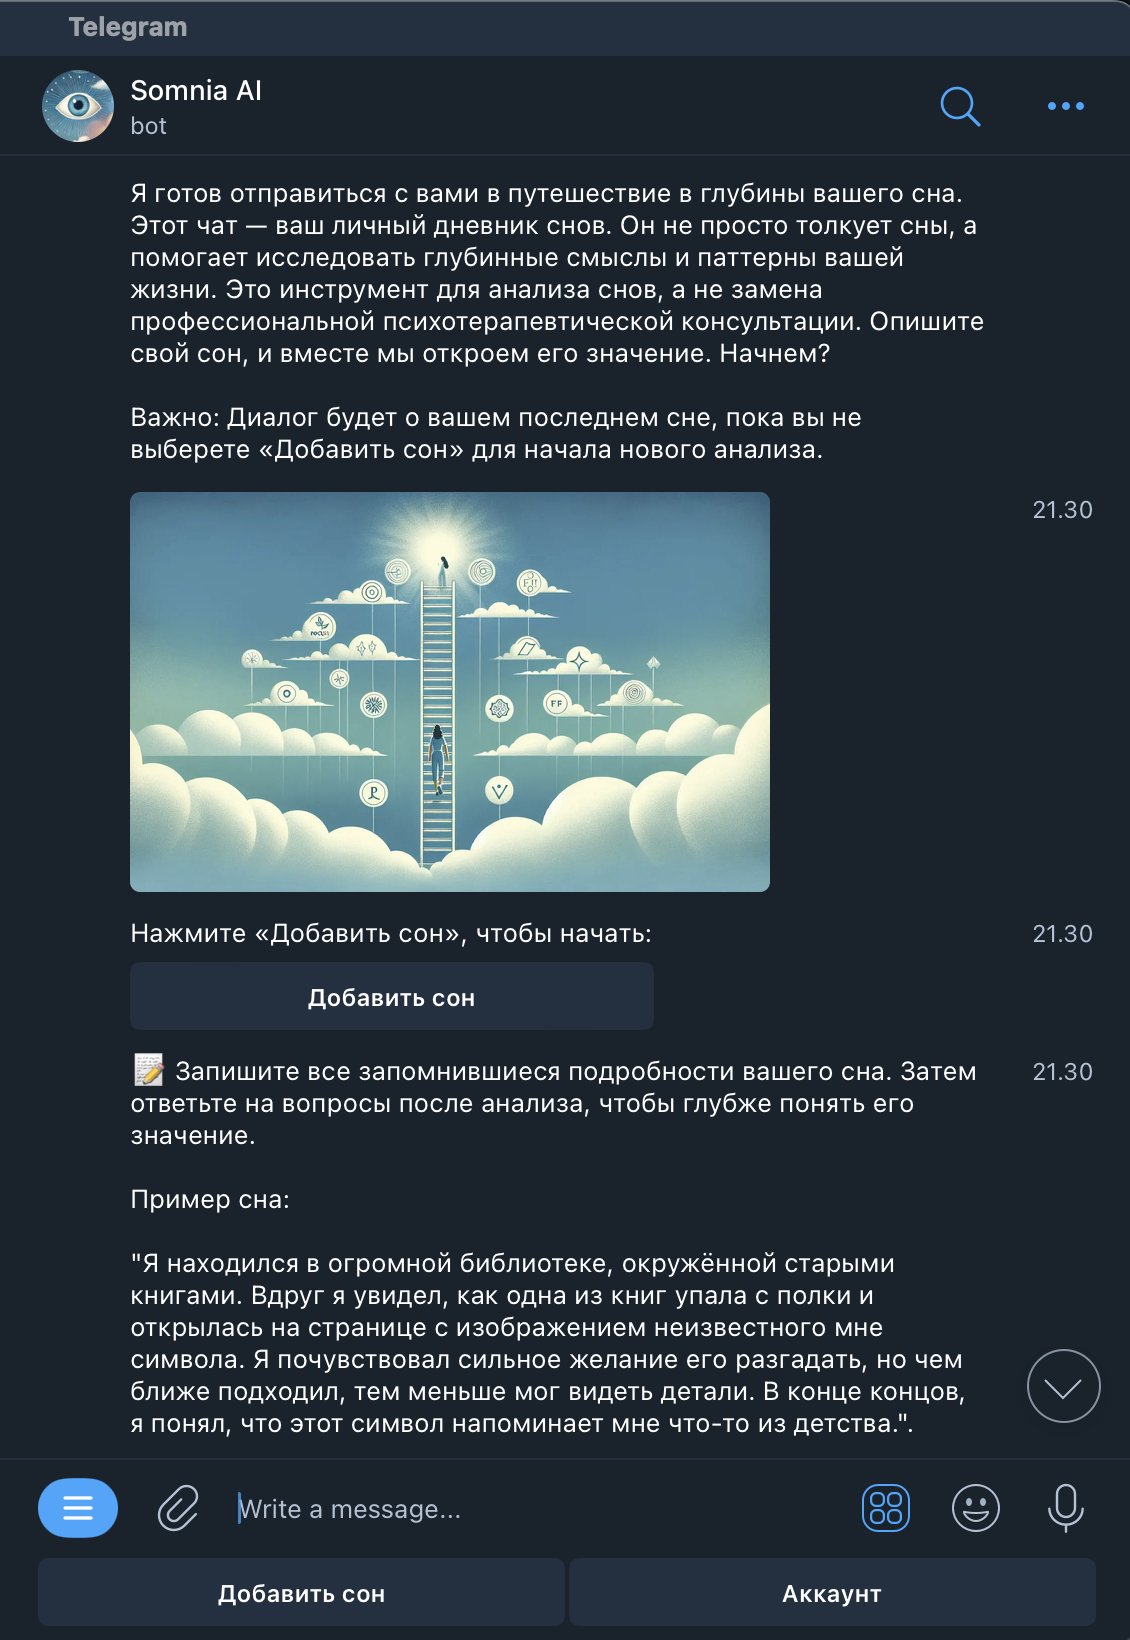 Telegram
Somnia AI
bot
Я готов отправиться с вами в путешествие в глубины вашего сна.
Этот чат — ваш личный дневник снов. Он не просто толкует сны, а
помогает исследовать глубинные смыслы и паттерны вашей
жизни. Это инструмент для анализа снов, а не замена
профессиональной психотерапевтической консультации. Опишите
свой сон, и вместе мы откроем его значение. Начнем?
Важно: Диалог будет о вашем последнем сне, пока вы не
выберете «Добавить сон» для начала нового анализа.
21.30
FF
P
Нажмите «Добавить сон», чтобы начать:
21.30
Добавить сон
📝 Запишите все запомнившиеся подробности вашего сна. Затем
21.30
ответьте на вопросы после анализа, чтобы глубже понять его
значение.
Пример сна:
"Я находился в огромной библиотеке, окружённой старыми
книгами. Вдруг я увидел, как одна из книг упала с полки и
открылась на странице с изображением неизвестного мне
символа. Я почувствовал сильное желание его разгадать, но чем
ближе подходил, тем меньше мог видеть детали. В конце концов,
я понял, что этот символ напоминает мне что-то из детства.".
Write a message...
Добавить сон
Аккаунт